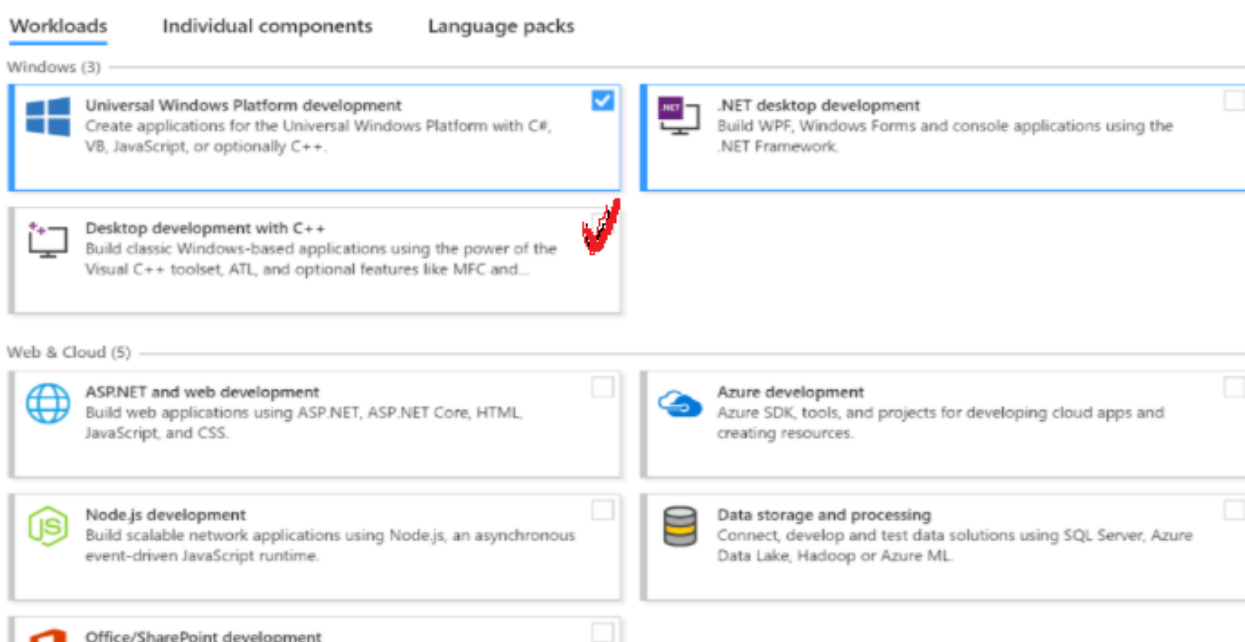 Workloads Individual components Language packs
Windows (3)
Universal Windows Platform development
Create applications for the Universal Windows Platform with C#,
VB, JavaScript, or optionally C++.
.NET
.NET desktop development
Build WPF, Windows Forms and console applications using the
.NET Framework.
Desktop development with C++
Build classic Windows-based applications using the power of the
Visual C++ toolset, ATL, and optional features like MFC and...
Web & Cloud (5)
ASP.NET and web development
Build web applications using ASP.NET, ASP.NET Core, HTML,
JavaScript, and CSS.
Azure development
Azure SDK, tools, and projects for developing cloud apps and
creating resources.
JS
Node.js development
Build scalable network applications using Node.js, an asynchronous
event-driven JavaScript runtime.
Data storage and processing
Connect, develop and test data solutions using SQL Server, Azure
Data Lake, Hadoop or Azure ML.
Office/SharePoint development